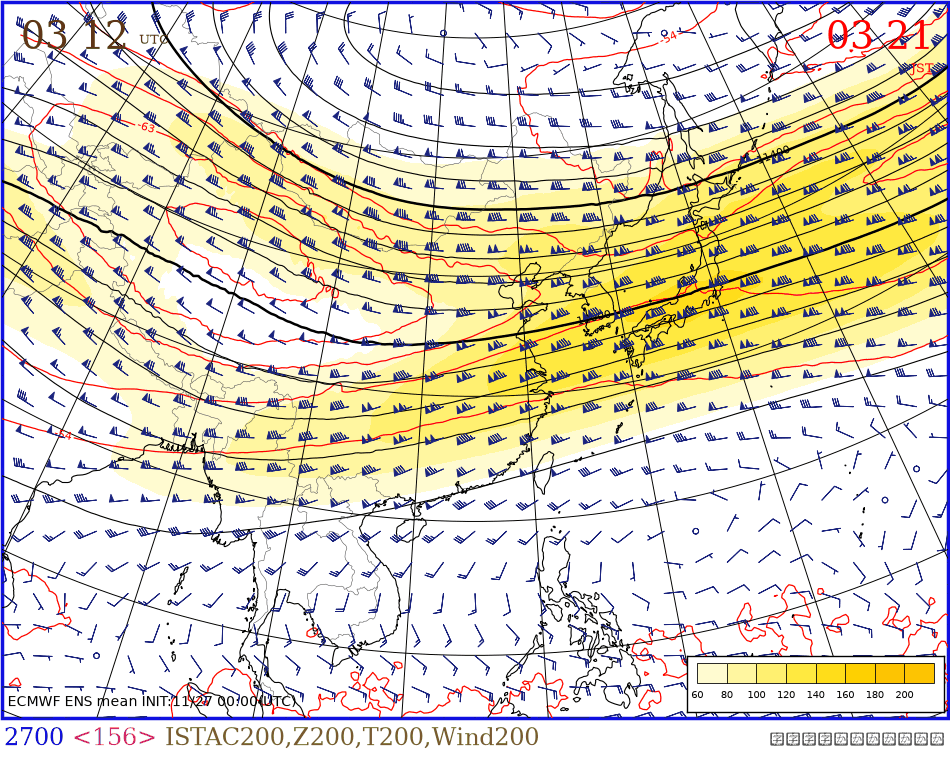 03 12 UTC
03 21 JST
-54
-63
11400
-54
ECMWF ENS mean INIT:11/27 00:00(UTC)
60 80 100 120 140 160 180 200
2700 <156> ISTAC200,Z200,T200,Wind200